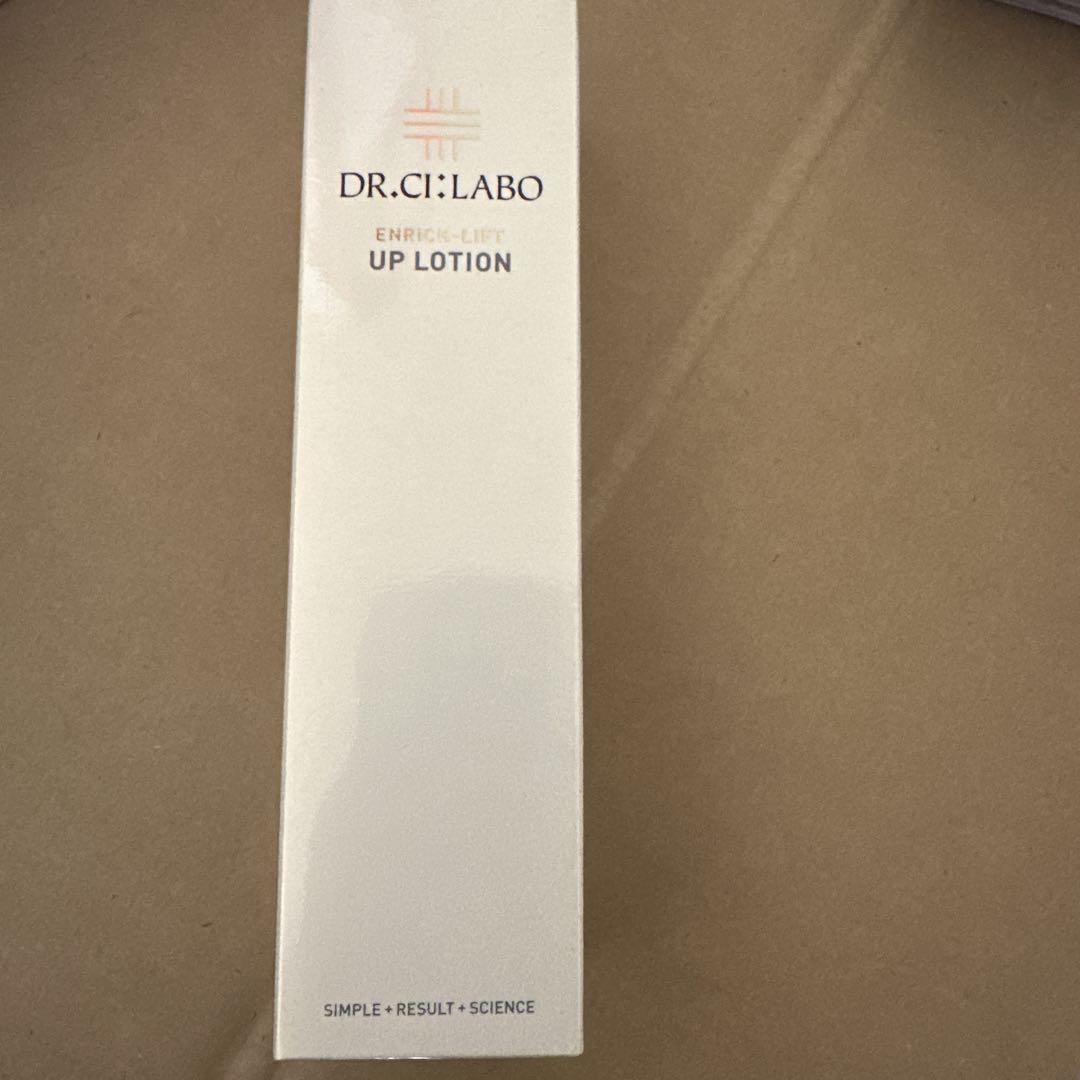 DR.CI:LABO
ENRICH-LIFT
UP LOTION
SIMPLE + RESULT + SCIENCE